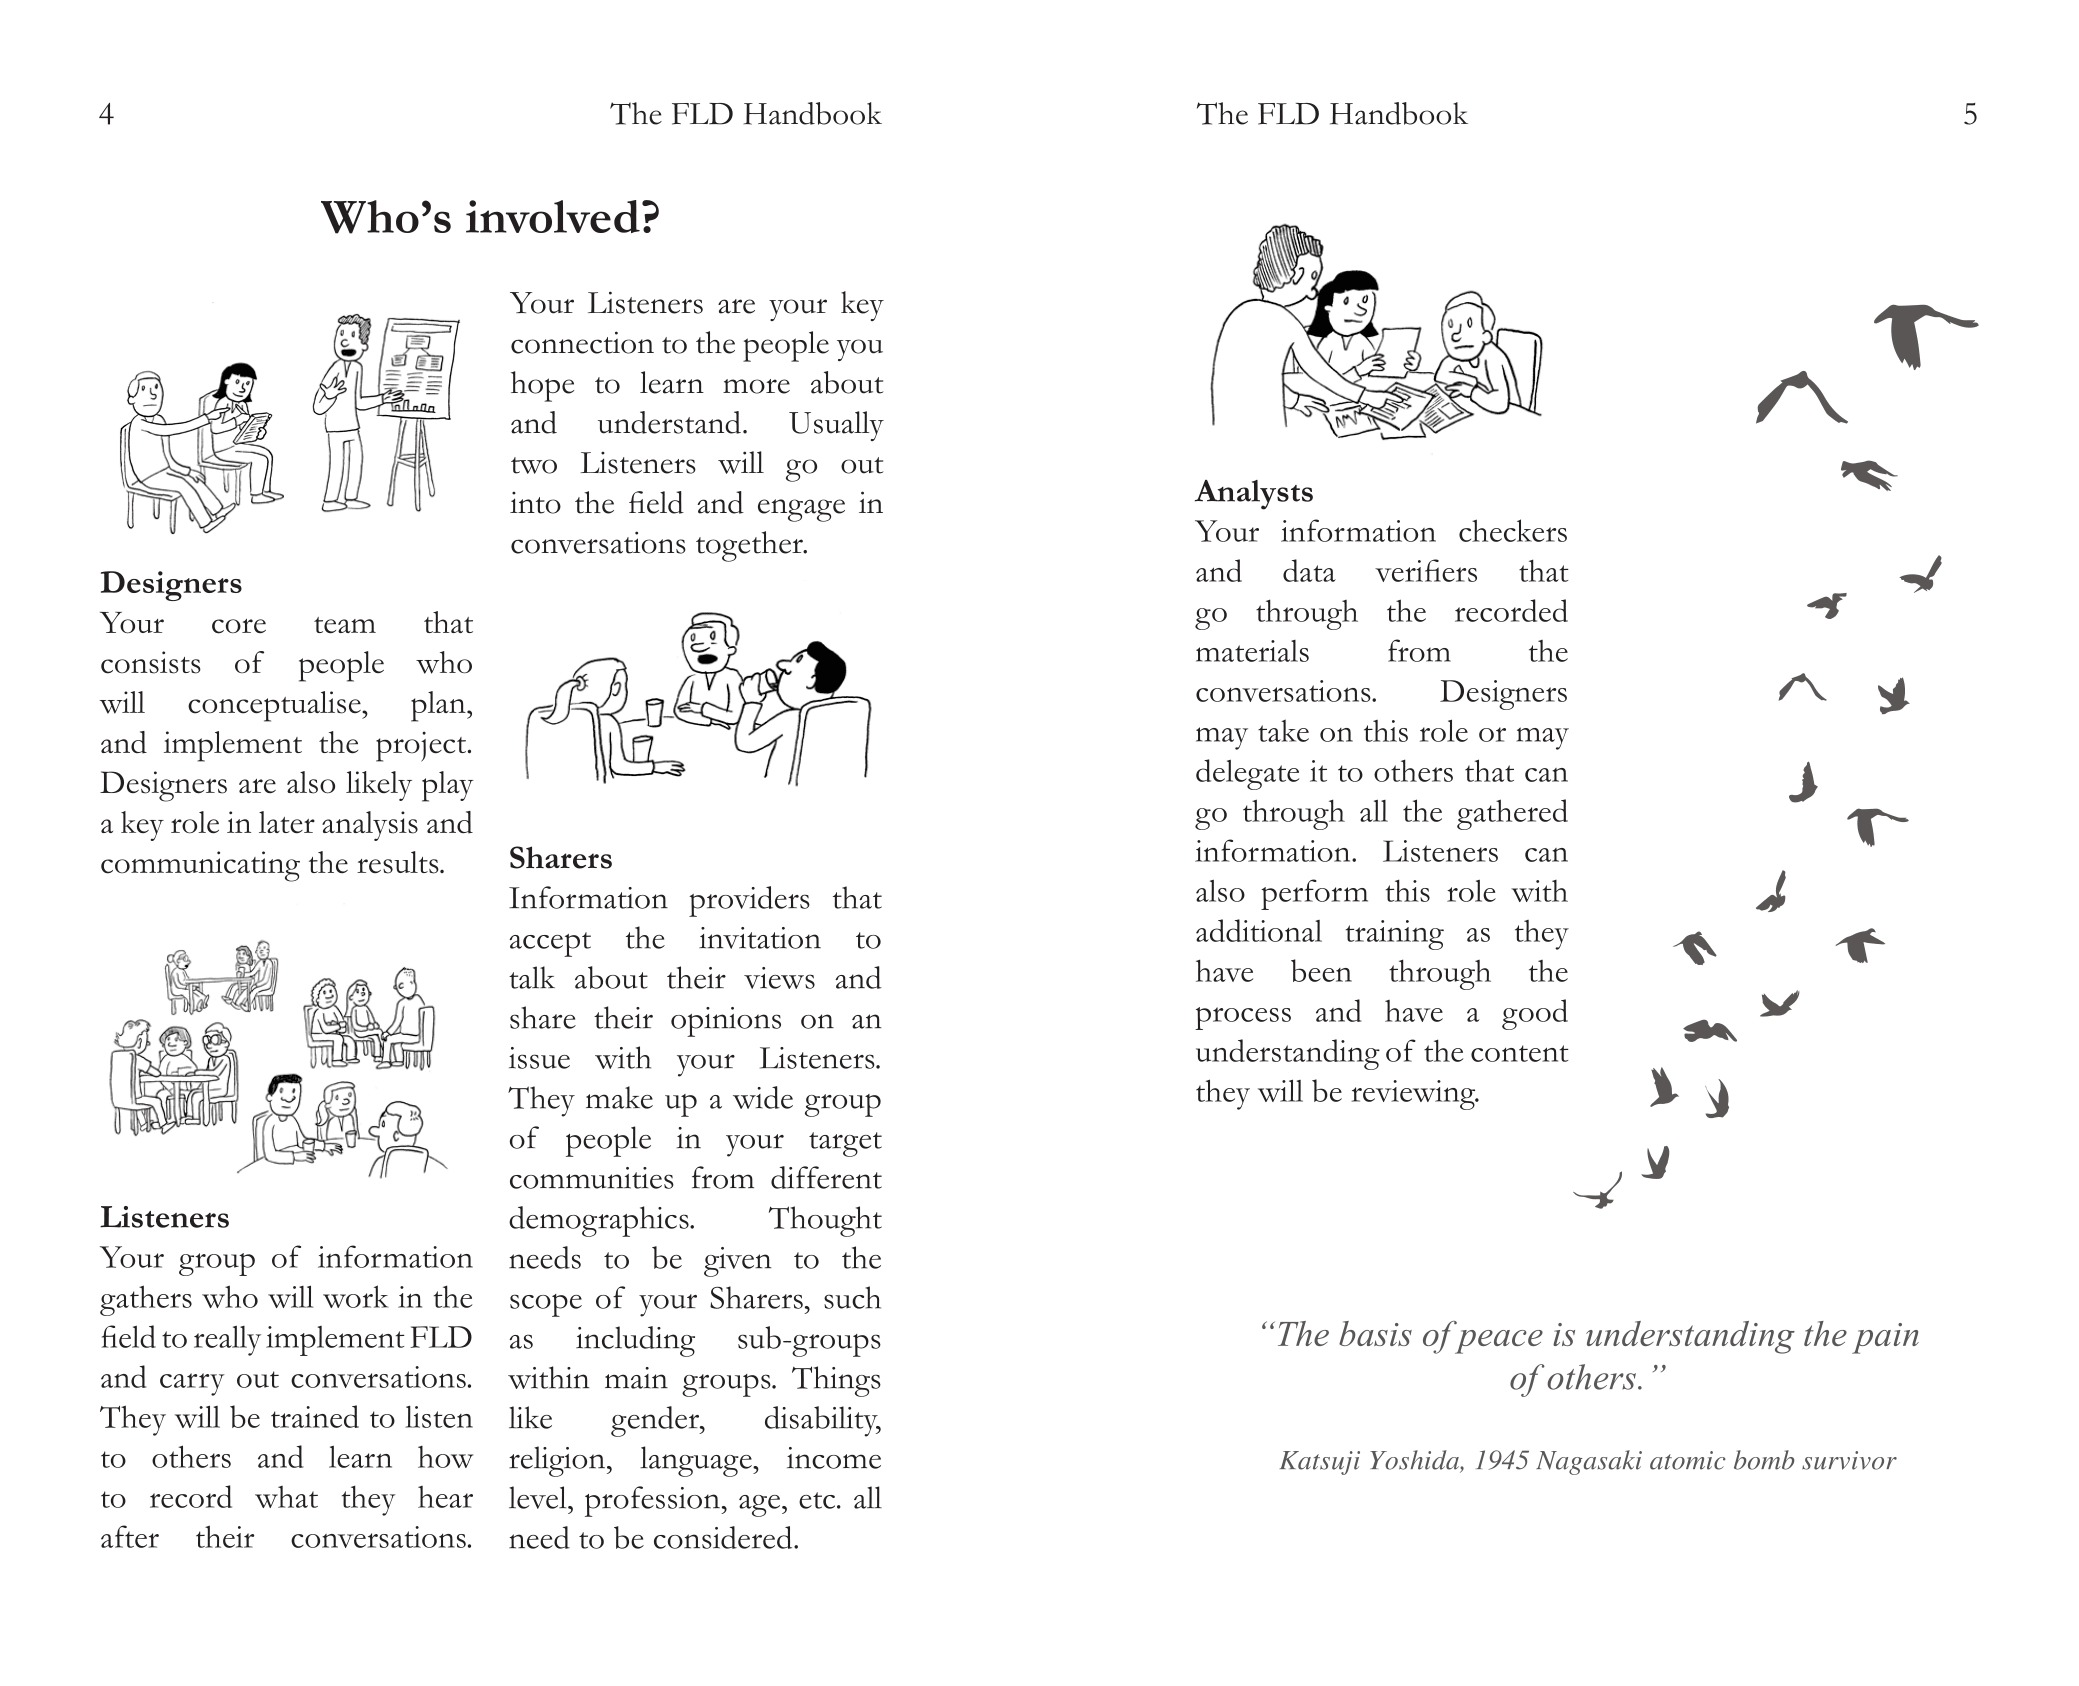 4
The FLD Handbook
Who’s involved?
Designers
Your core team that
consists of people who
will conceptualise, plan,
and implement the project.
Designers are also likely play
a key role in later analysis and
communicating the results.
Listeners
Your group of information
gathers who will work in the
field to really implement FLD
and carry out conversations.
They will be trained to listen
to others and learn how
to record what they hear
after their conversations.
Your Listeners are your key
connection to the people you
hope to learn more about
and understand. Usually
two Listeners will go out
into the field and engage in
conversations together.
Sharers
Information providers that
accept the invitation to
talk about their views and
share their opinions on an
issue with your Listeners.
They make up a wide group
of people in your target
communities from different
demographics. Thought
needs to be given to the
scope of your Sharers, such
as including sub-groups
within main groups. Things
like gender, disability,
religion, language, income
level, profession, age, etc. all
need to be considered.
The FLD Handbook
5
Analysts
Your information checkers
and data verifiers that
go through the recorded
materials from the
conversations. Designers
may take on this role or may
delegate it to others that can
go through all the gathered
information. Listeners can
also perform this role with
additional training as they
have been through the
process and have a good
understanding of the content
they will be reviewing.
“The basis of peace is understanding the pain
of others.”
Katsuji Yoshida, 1945 Nagasaki atomic bomb survivor